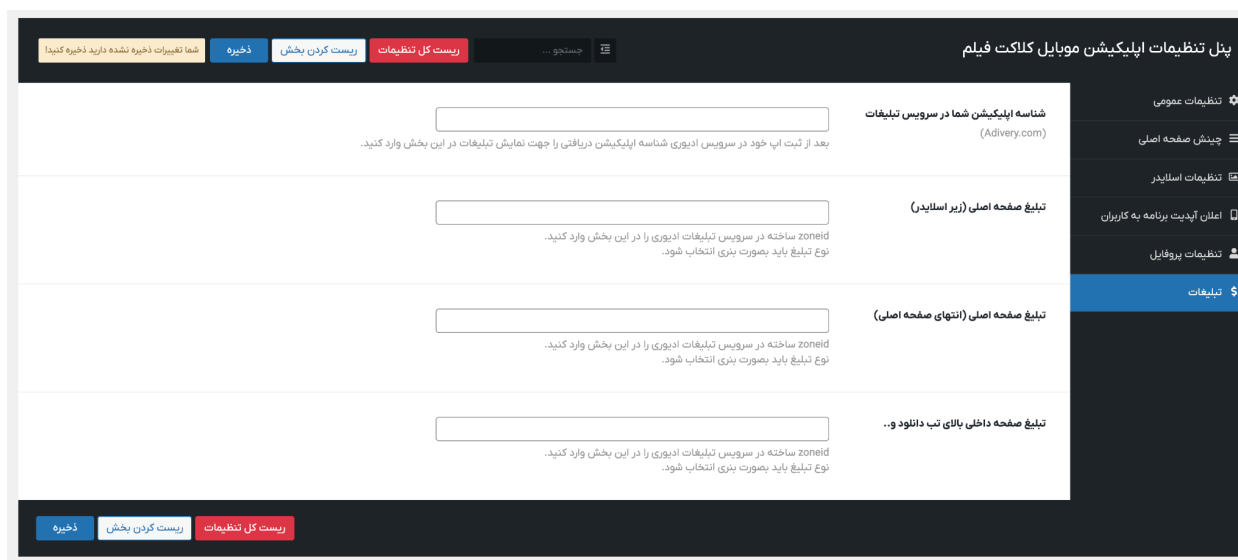 پنل تنظیمات اپلیکیشن موبایل کلاکت فیلم
جستجو ...
ریست کل تنظیمات
ریست کردن بخش
ذخیره
شما تغییرات ذخیره نشده دارید ذخیره کنید!
تنظیمات عمومی
چینش صفحه اصلی
تنظیمات اسلایدر
اعلان آپدیت برنامه به کاربران
تنظیمات پروفایل
تبلیغات
شناسه اپلیکیشن شما در سرویس تبلیغات
(Adivery.com)
بعد از ثبت اپ خود در سرویس ادیوری شناسه اپلیکیشن دریافتی را جهت نمایش تبلیغات در این بخش وارد کنید.
تبلیغ صفحه اصلی (زیر اسلایدر)
zoneid ساخته در سرویس تبلیغات ادیوری را در این بخش وارد کنید.
نوع تبلیغ باید بصورت بنری انتخاب شود.
تبلیغ صفحه اصلی (انتهای صفحه اصلی)
zoneid ساخته در سرویس تبلیغات ادیوری را در این بخش وارد کنید.
نوع تبلیغ باید بصورت بنری انتخاب شود.
تبلیغ صفحه داخلی بالای تب دانلود و..
zoneid ساخته در سرویس تبلیغات ادیوری را در این بخش وارد کنید.
نوع تبلیغ باید بصورت بنری انتخاب شود.
ریست کل تنظیمات
ریست کردن بخش
ذخیره